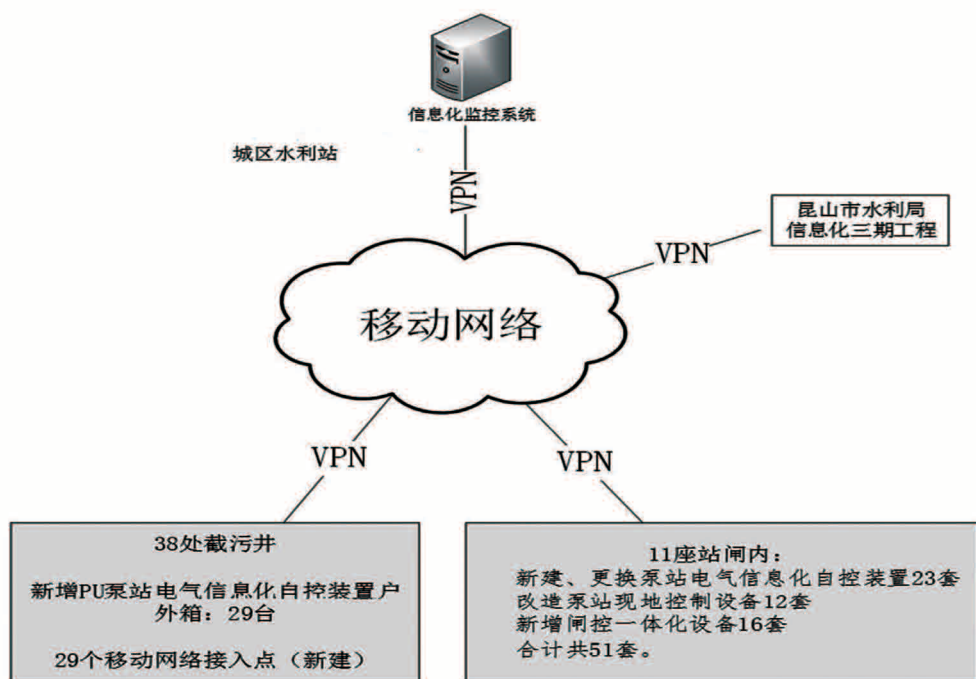 信息化监控系统
城区水利站
VPN
昆山市水利局
信息化三期工程
VPN
移动网络
VPN
VPN
38处截污井
新增PU泵站电气信息化自控装置户
外箱：29台
29个移动网络接入点（新建）
11座站闸内：
新建、更换泵站电气信息化自控装置23套
改造泵站现地控制设备12套
新增闸控一体化设备16套
合计共51套。